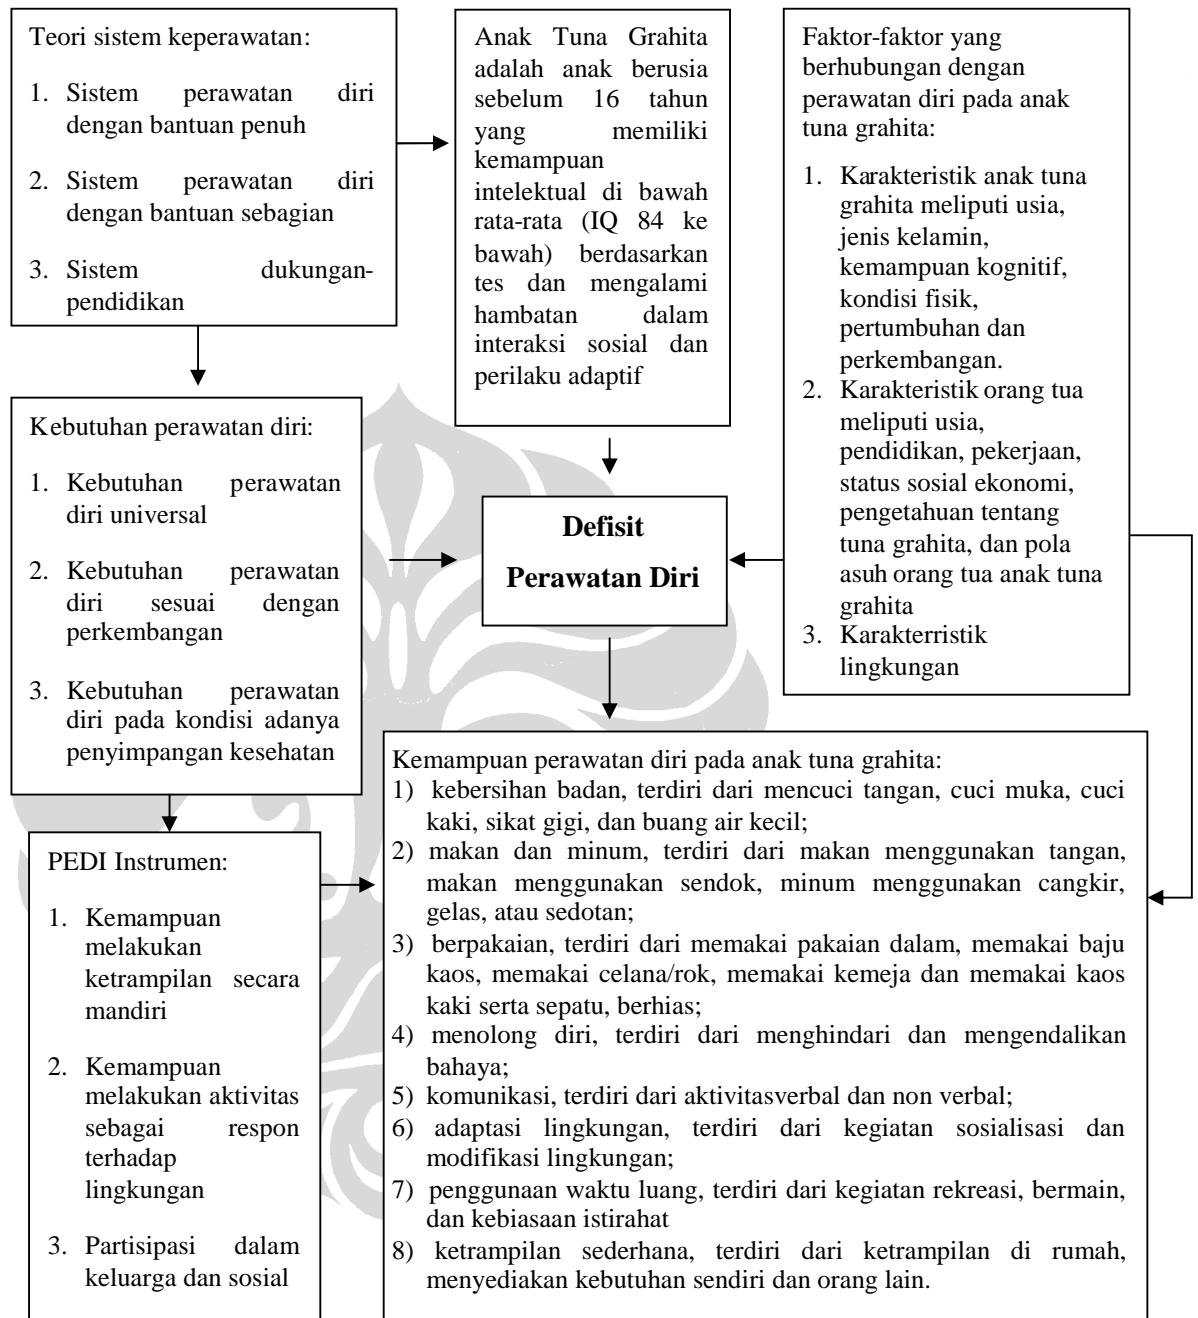 Teori sistem keperawatan:
1. Sistem perawatan diri
dengan bantuan penuh
2. Sistem perawatan diri
dengan bantuan sebagian
3. Sistem dukungan-
pendidikan
Anak Tuna Grahita
adalah anak berusia
sebelum 16 tahun
yang memiliki
kemampuan
intelektual di bawah
rata-rata (IQ 84 ke
bawah) berdasarkan
tes dan mengalami
hambatan dalam
interaksi sosial dan
perilaku adaptif
Faktor-faktor yang
berhubungan dengan
perawatan diri pada anak
tuna grahita:
1. Karakteristik anak tuna
grahita meliputi usia,
jenis kelamin,
kemampuan kognitif,
kondisi fisik,
pertumbuhan dan
perkembangan.
2. Karakteristik orang tua
meliputi usia,
pendidikan, pekerjaan,
status sosial ekonomi,
pengetahuan tentang
tuna grahita, dan pola
asuh orang tua anak tuna
grahita
3. Karakterristik
lingkungan
Kebutuhan perawatan diri:
1. Kebutuhan perawatan
diri universal
2. Kebutuhan perawatan
diri sesuai dengan
perkembangan
3. Kebutuhan perawatan
diri pada kondisi adanya
penyimpangan kesehatan
Defisit
Perawatan Diri
PEDI Instrumen:
1. Kemampuan
melakukan
ketrampilan secara
mandiri
2. Kemampuan
melakukan aktivitas
sebagai respon
terhadap
lingkungan
3. Partisipasi dalam
keluarga dan sosial
Kemampuan perawatan diri pada anak tuna grahita:
1) kebersihan badan, terdiri dari mencuci tangan, cuci muka, cuci
kaki, sikat gigi, dan buang air kecil;
2) makan dan minum, terdiri dari makan menggunakan tangan,
makan menggunakan sendok, minum menggunakan cangkir,
gelas, atau sedotan;
3) berpakaian, terdiri dari memakai pakaian dalam, memakai baju
kaos, memakai celana/rok, memakai kemeja dan memakai kaos
kaki serta sepatu, berhias;
4) menolong diri, terdiri dari menghindari dan mengendalikan
bahaya;
5) komunikasi, terdiri dari aktivitasverbal dan non verbal;
6) adaptasi lingkungan, terdiri dari kegiatan sosialisasi dan
modifikasi lingkungan;
7) penggunaan waktu luang, terdiri dari kegiatan rekreasi, bermain,
dan kebiasaan istirahat
8) ketrampilan sederhana, terdiri dari ketrampilan di rumah,
menyediakan kebutuhan sendiri dan orang lain.